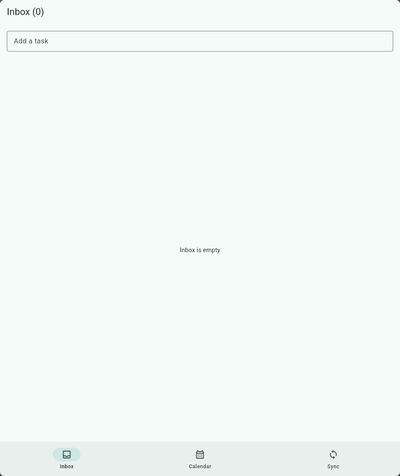 Inbox (0)
Add a task
Inbox is empty
Inbox
Calendar
Sync